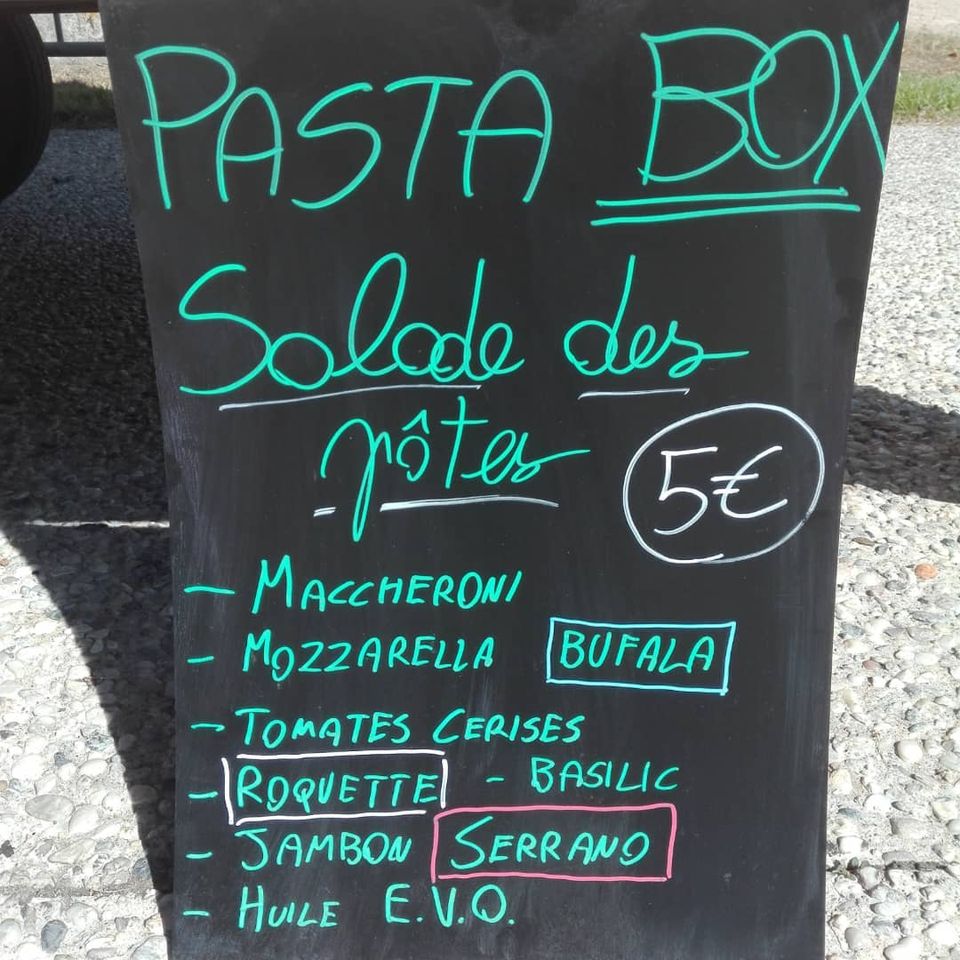 PASTA BOX
Salade des
pâtes
5€
- MACCHERONI
- MOZZARELLA BUFALA
- TOMATES CERISES
- ROQUETTE - BASILIC
- JAMBON SERRANO
- HUILE E.V.O.